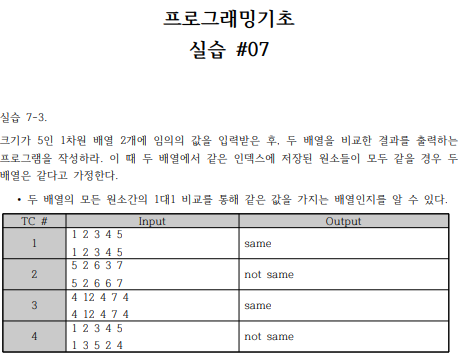 프로그래밍기초
실습 #07
실습 7-3.
크기가 5인 1차원 배열 2개에 임의의 값을 입력받은 후, 두 배열을 비교한 결과를 출력하는
프로그램을 작성하라. 이 때 두 배열에서 같은 인덱스에 저장된 원소들이 모두 같을 경우 두
배열은 같다고 가정한다.
• 두 배열의 모든 원소간의 1대1 비교를 통해 같은 값을 가지는 배열인지를 알 수 있다.
TC # Input Output
1 2 3 4 5
1 same
1 2 3 4 5
5 2 6 3 7
2 not same
5 2 6 6 7
4 12 4 7 4
3 same
4 12 4 7 4
1 2 3 4 5
4 not same
1 3 5 2 4